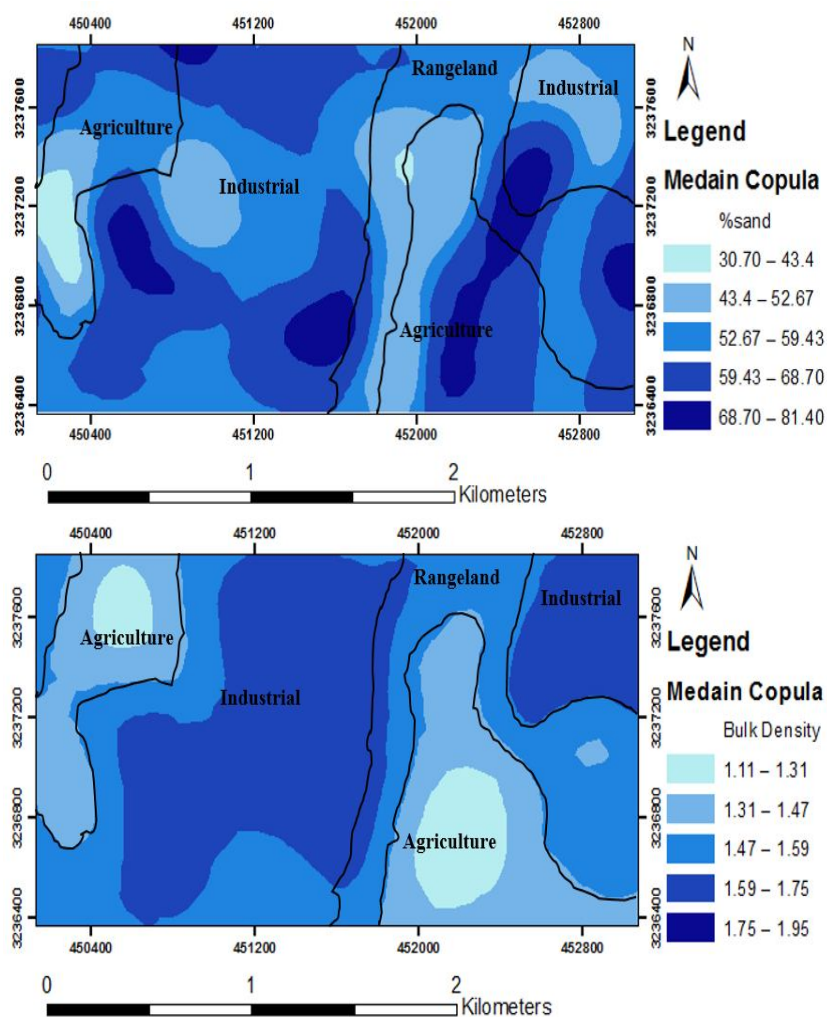 450400 451200 452000 452800
N
Rangeland
Industrial
Agriculture
Industrial
Agriculture
3237600 3237600
3237200 3237200
3236800 3236800
3236400 3236400
450400 451200 452000 452800
Legend
Medain Copula
%sand
30.70 – 43.4
43.4 – 52.67
52.67 – 59.43
59.43 – 68.70
68.70 – 81.40
0 1 2
Kilometers
450400 451200 452000 452800
N
Rangeland
Industrial
Agriculture
Industrial
Agriculture
3237600 3237600
3237200 3237200
3236800 3236800
3236400 3236400
450400 451200 452000 452800
Legend
Medain Copula
Bulk Density
1.11 – 1.31
1.31 – 1.47
1.47 – 1.59
1.59 – 1.75
1.75 – 1.95
0 1 2
Kilometers